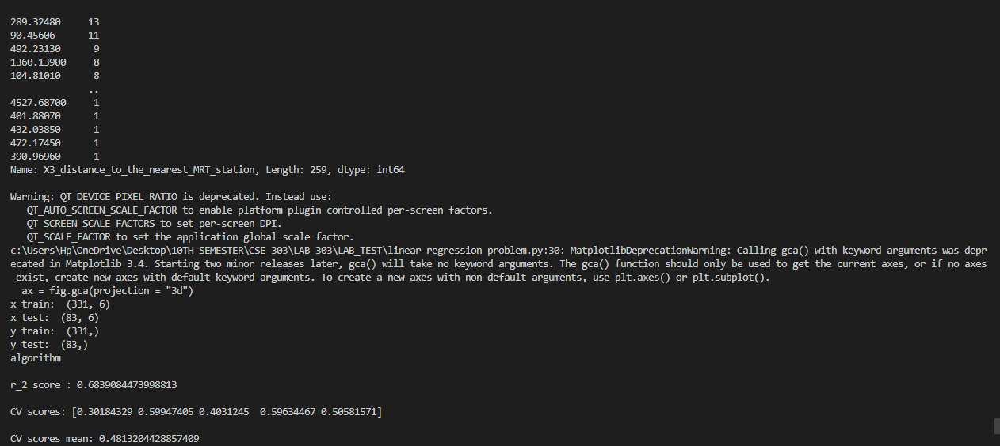 289.32480     13
90.45606      11
492.23130      9
1360.13900     8
104.81010      8
              ..
4527.68700     1
401.88070      1
432.03850      1
472.17450      1
390.96960      1
Name: X3_distance_to_the_nearest_MRT_station, Length: 259, dtype: int64
Warning: QT_DEVICE_PIXEL_RATIO is deprecated. Instead use:
   QT_AUTO_SCREEN_SCALE_FACTOR to enable platform plugin controlled per-screen factors.
   QT_SCREEN_SCALE_FACTORS to set per-screen DPI.
   QT_SCALE_FACTOR to set the application global scale factor.
c:\Users\Hp\OneDrive\Desktop\10TH SEMESTER\CSE 303\LAB 303\LAB_TEST\linear regression problem.py:30: MatplotlibDeprecationWarning: Calling gca() with keyword arguments was depr
ecated in Matplotlib 3.4. Starting two minor releases later, gca() will take no keyword arguments. The gca() function should only be used to get the current axes, or if no axes
 exist, create new axes with default keyword arguments. To create a new axes with non-default arguments, use plt.axes() or plt.subplot().
  ax = fig.gca(projection = "3d")
x train:  (331, 6)
x test:  (83, 6)
y train:  (331,)
y test:  (83,)
algorithm
r_2 score : 0.6839084473998813
CV scores: [0.30184329 0.59947405 0.4031245  0.59634467 0.50581571]
CV scores mean: 0.4813204428857409